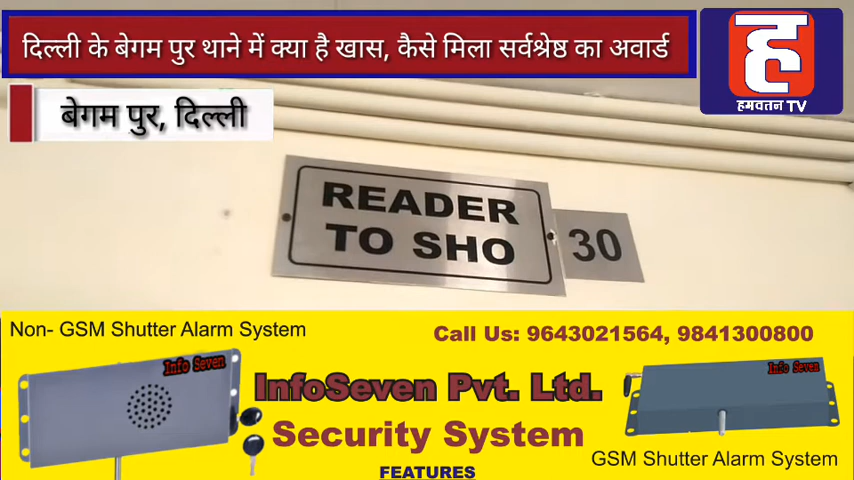 दिल्ली के बेगम पुर थाने में क्या है खास, कैसे मिला सर्वश्रेष्ठ का अवार्ड
ह
हमवतन TV
बेगम पुर, दिल्ली
READER
TO SHO
30
Non- GSM Shutter Alarm System
Call Us: 9643021564, 9841300800
Info Seven
Info Seven
InfoSeven Pvt. Ltd.
Security System
GSM Shutter Alarm System
FEATURES